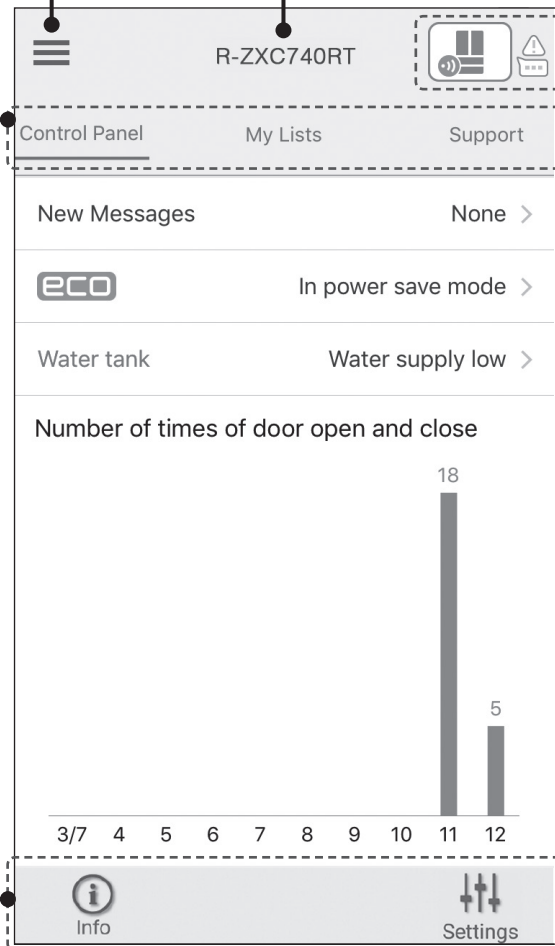 R-ZXC740RT
Control Panel My Lists Support
New Messages None
eco In power save mode
Water tank Water supply low
Number of times of door open and close
18
5
3/7 4 5 6 7 8 9 10 11 12
Info Settings